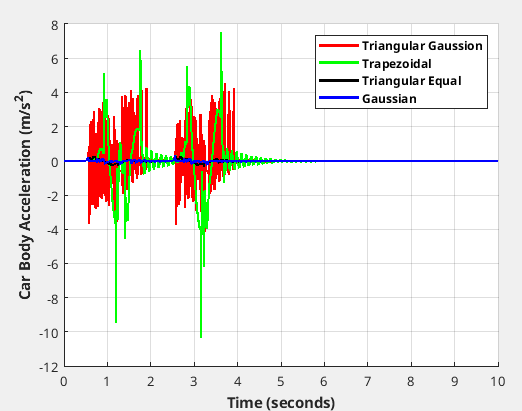 8
6
4
2
0
-2
-4
-6
-8
-10
-12
Car Body Acceleration (m/s²)
Triangular Gaussion
Trapezoidal
Triangular Equal
Gaussian
0 1 2 3 4 5 6 7 8 9 10
Time (seconds)